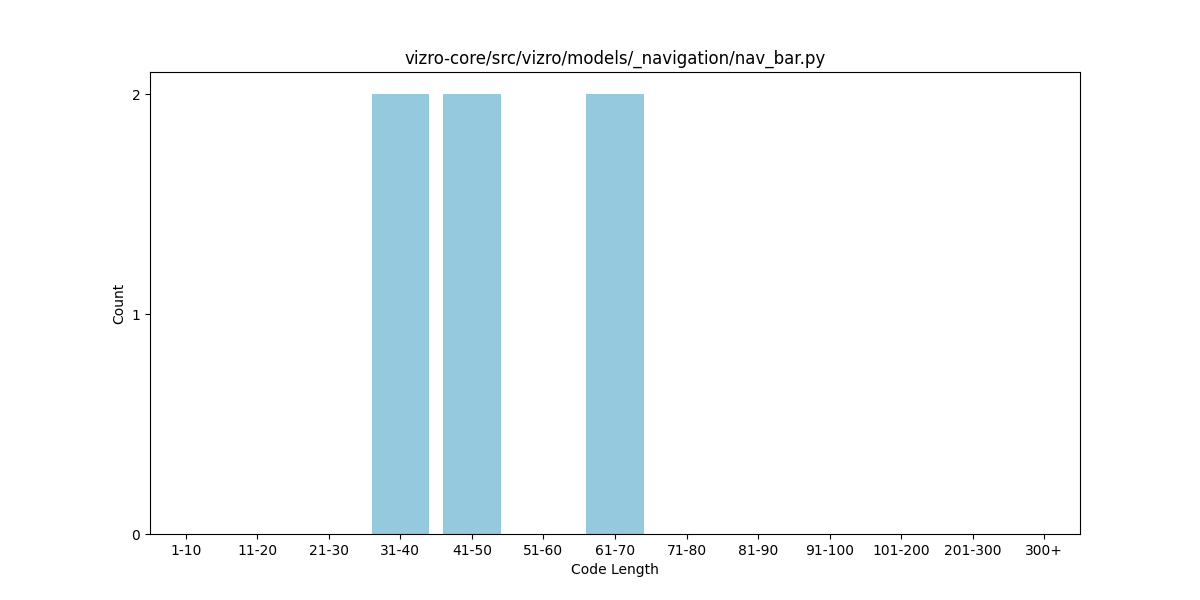 vizro-core/src/vizro/models/_navigation/nav_bar.py
2
1
0
Count
1-10 11-20 21-30 31-40 41-50 51-60 61-70 71-80 81-90 91-100 101-200 201-300 300+
Code Length